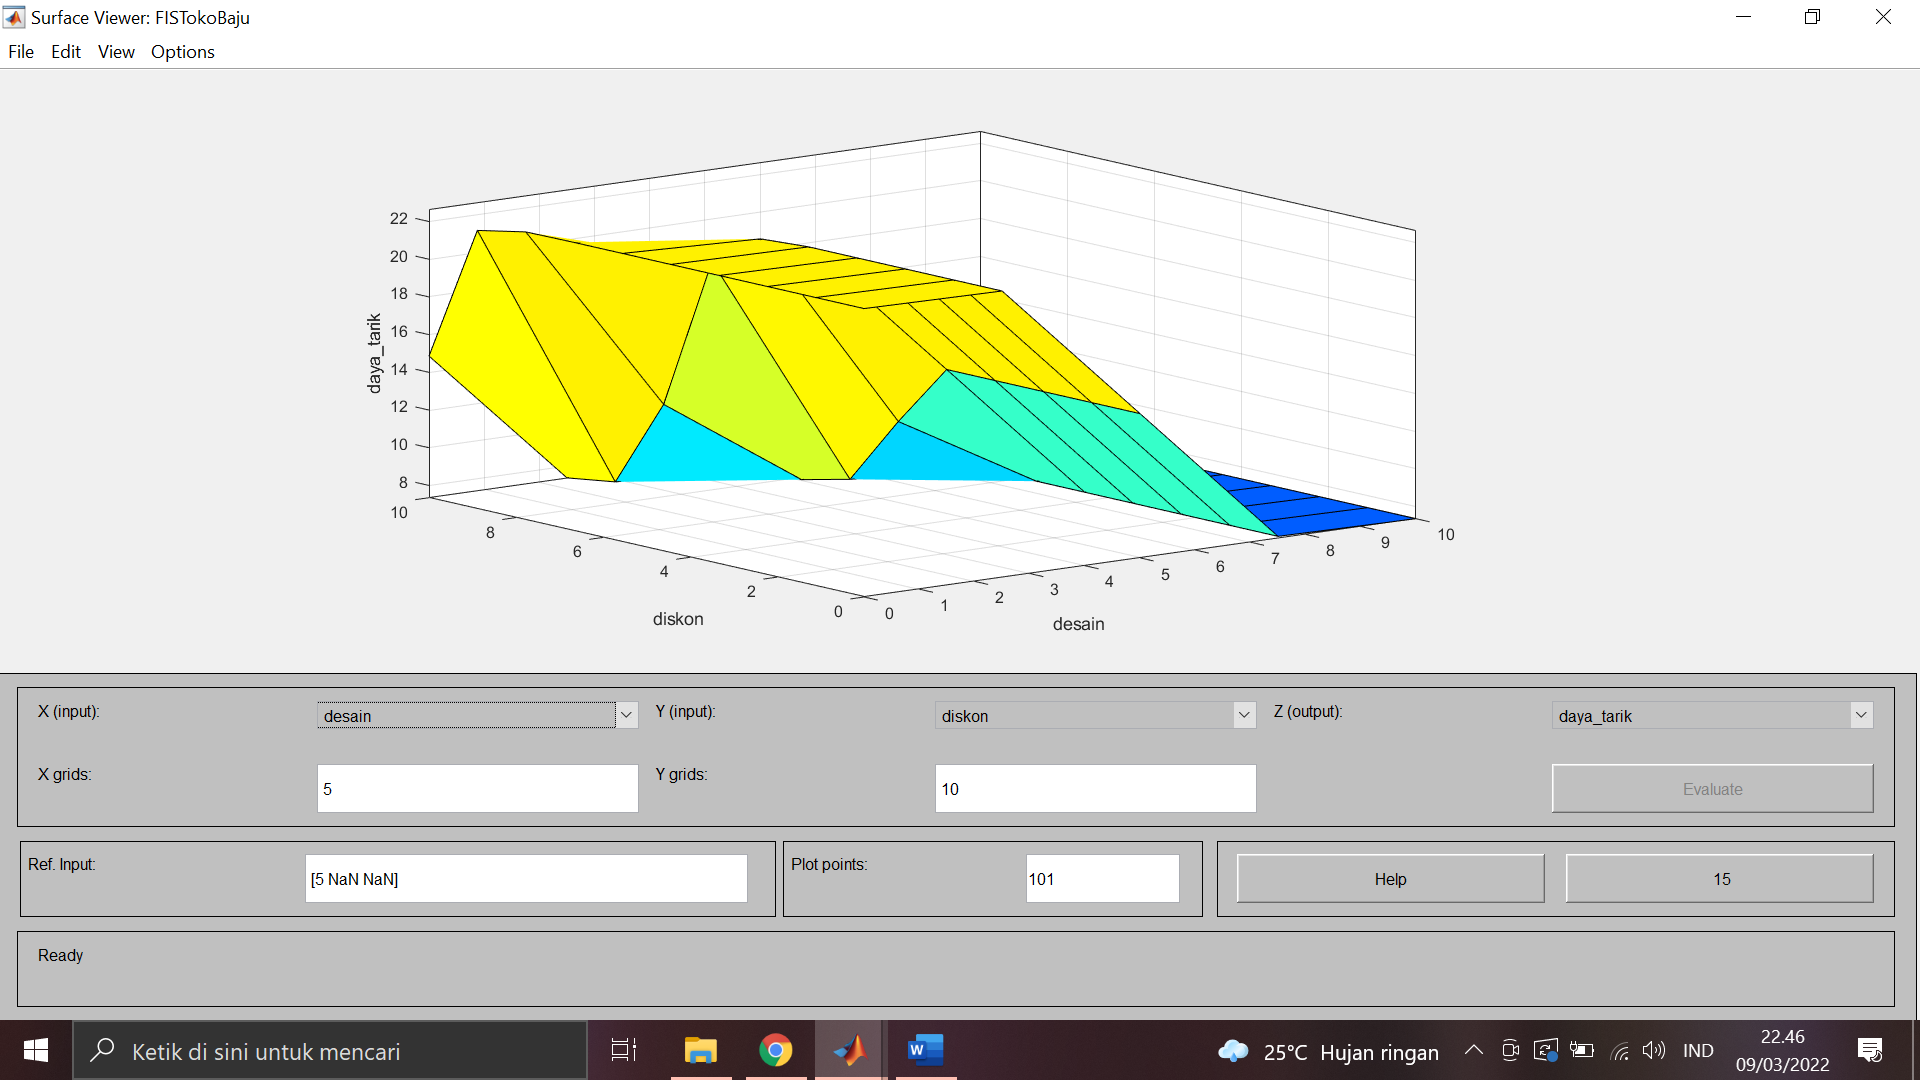 Surface Viewer: FISTokoBaju
File Edit View Options
22
20
18
16
14
12
10
8
daya_tarik
10
8
6
4
2
0
diskon
0
1
2
3
4
5
6
7
8
9
10
desain
X (input):
desain
Y (input):
diskon
Z (output):
daya_tarik
X grids:
5
Y grids:
10
Evaluate
Ref. Input:
[5 NaN NaN]
Plot points:
101
Help
15
Ready
Ketik di sini untuk mencari
W
25°C Hujan ringan
IND
22.46
09/03/2022